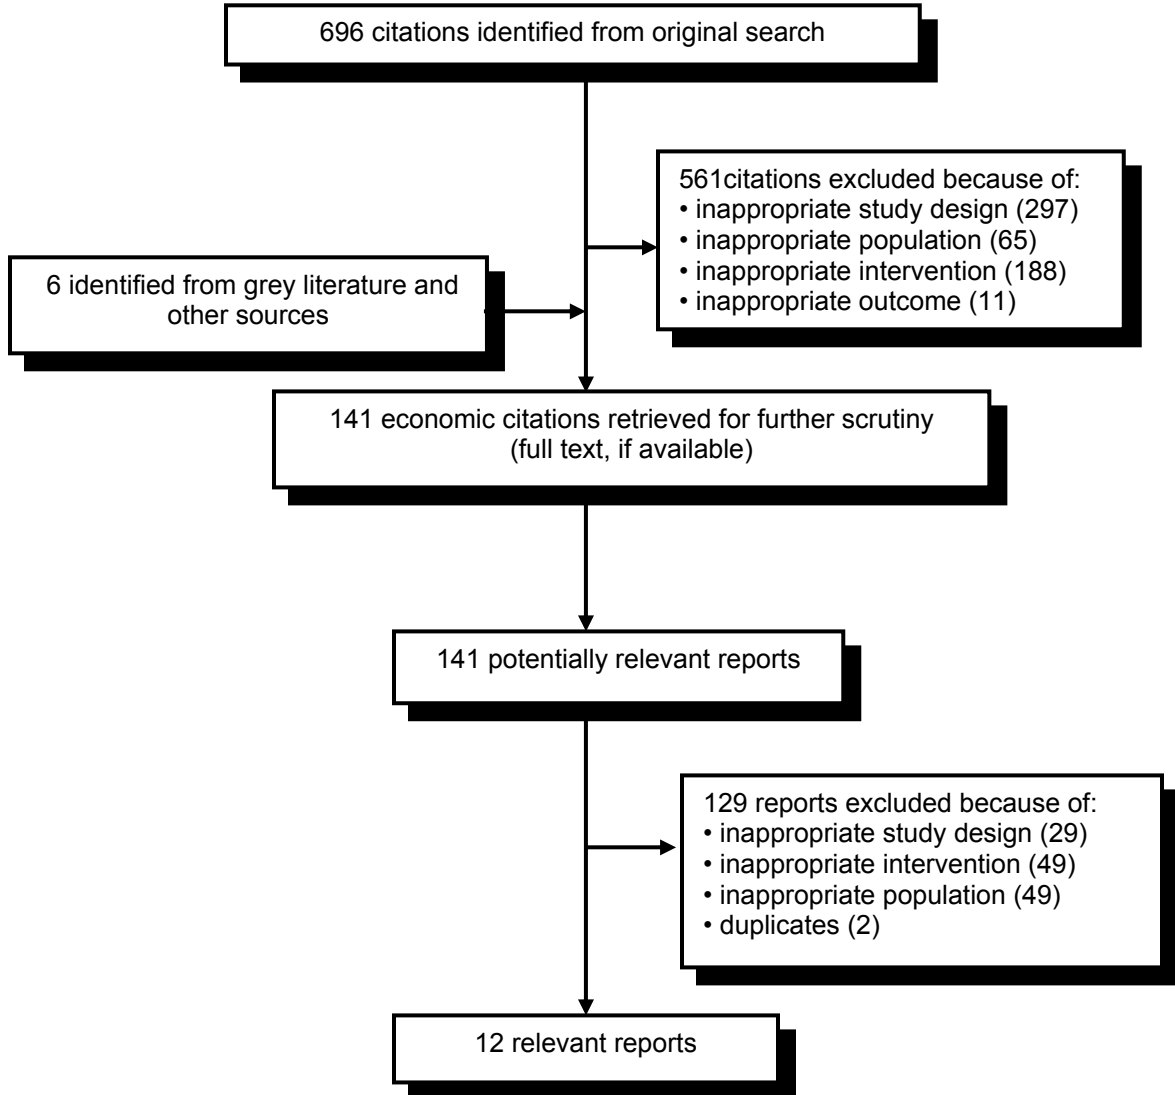 696 citations identified from original search
561citations excluded because of:
• inappropriate study design (297)
• inappropriate population (65)
• inappropriate intervention (188)
• inappropriate outcome (11)
6 identified from grey literature and
other sources
141 economic citations retrieved for further scrutiny
(full text, if available)
141 potentially relevant reports
129 reports excluded because of:
• inappropriate study design (29)
• inappropriate intervention (49)
• inappropriate population (49)
• duplicates (2)
12 relevant reports